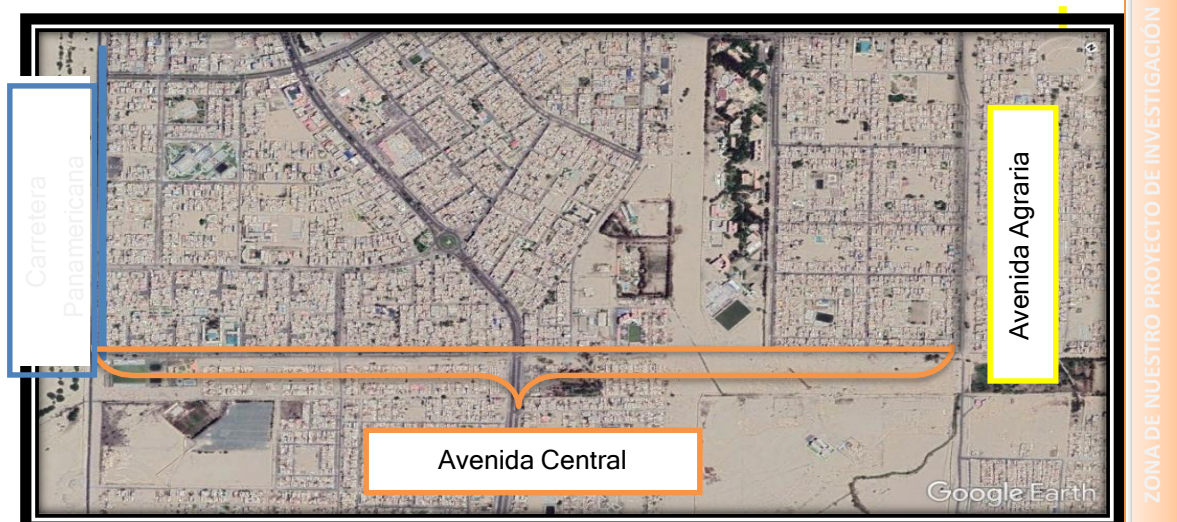 Carretera
Panamericana
Avenida Agraria
Avenida Central
Google Earth
ZONA DE NUESTRO PROYECTO DE INVESTIGACIÓN